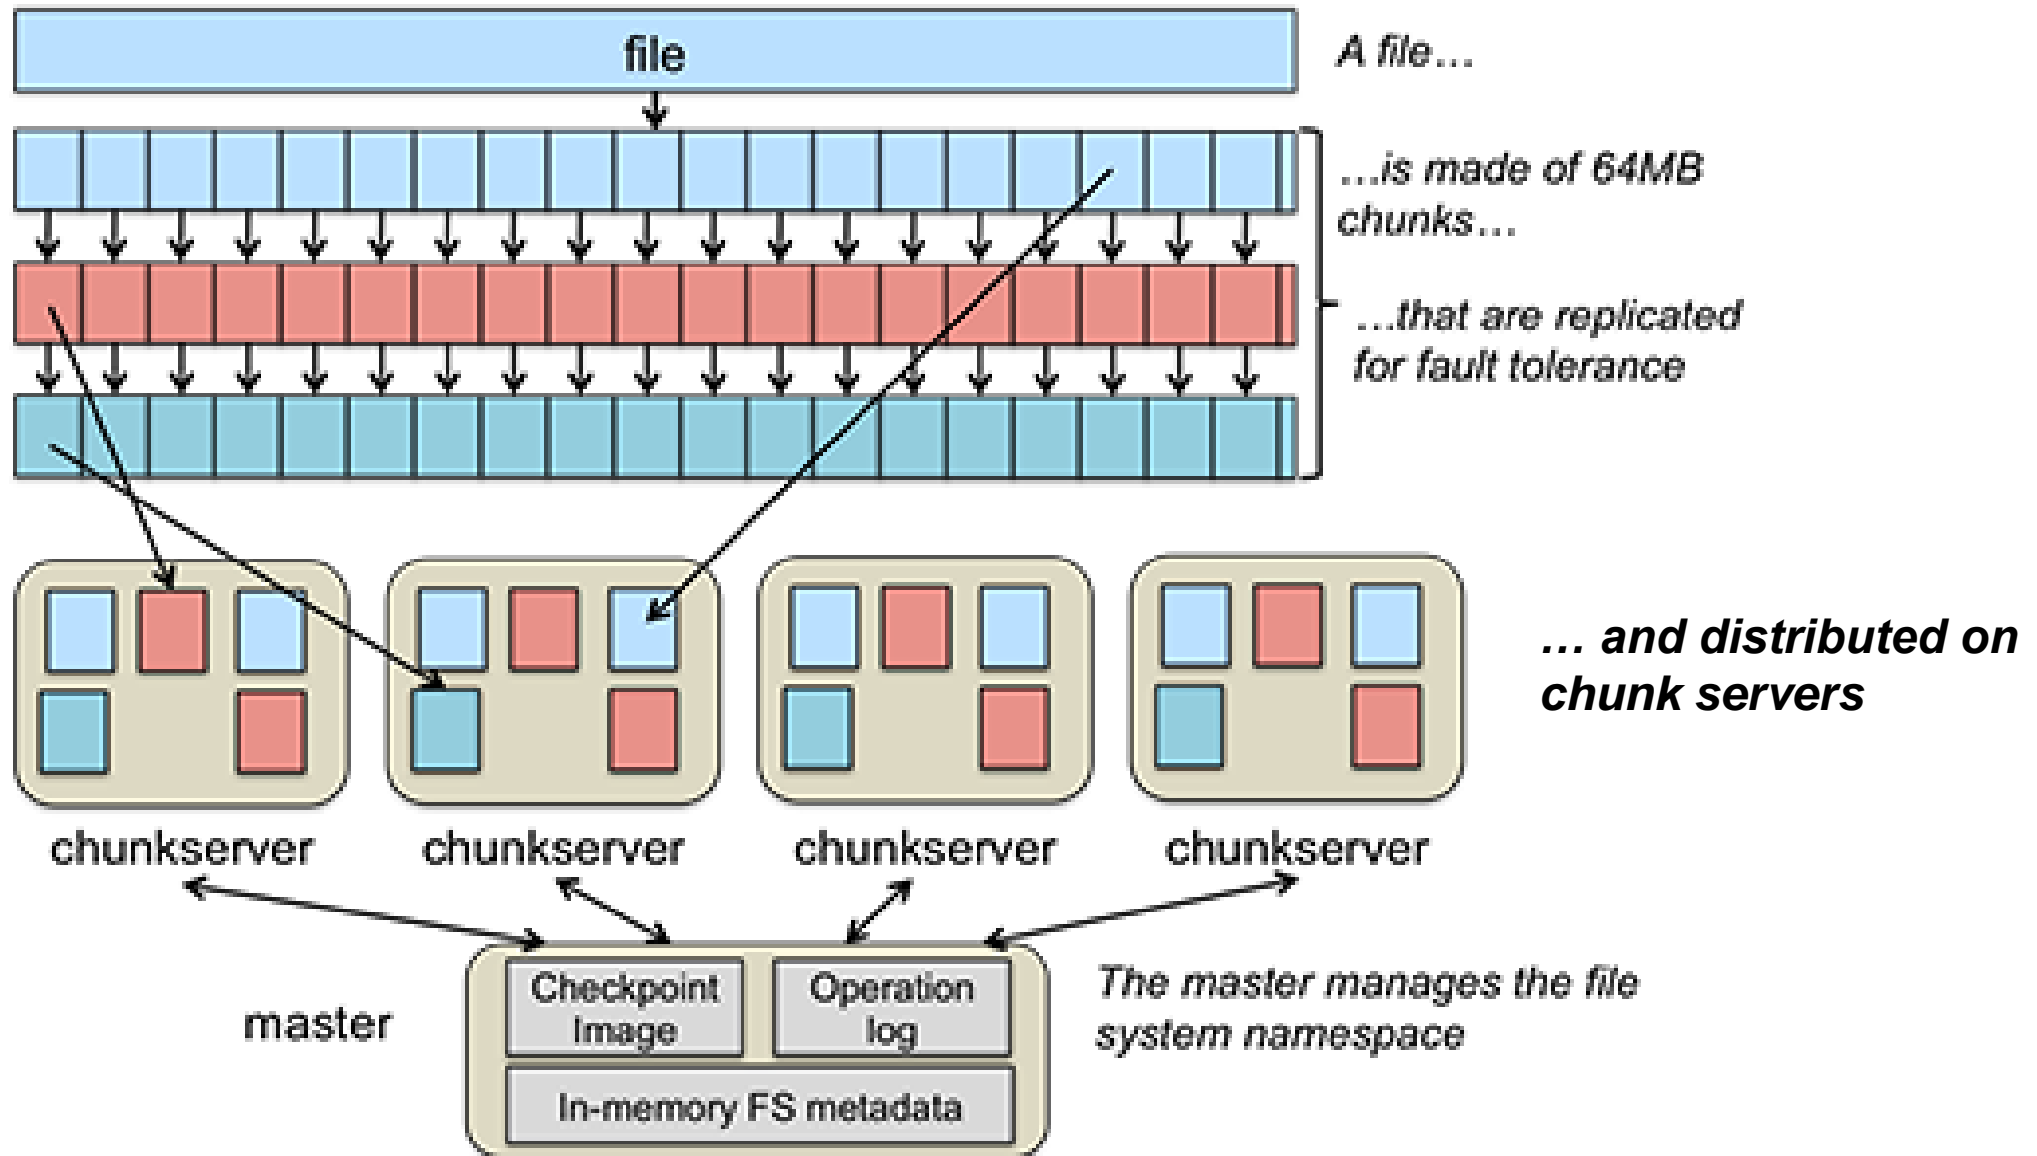 file
A file…
…is made of 64MB
chunks…
…that are replicated
for fault tolerance
… and distributed on
chunk servers
chunkserver
chunkserver
chunkserver
chunkserver
master
Checkpoint
Image
Operation
log
In-memory FS metadata
The master manages the file
system namespace